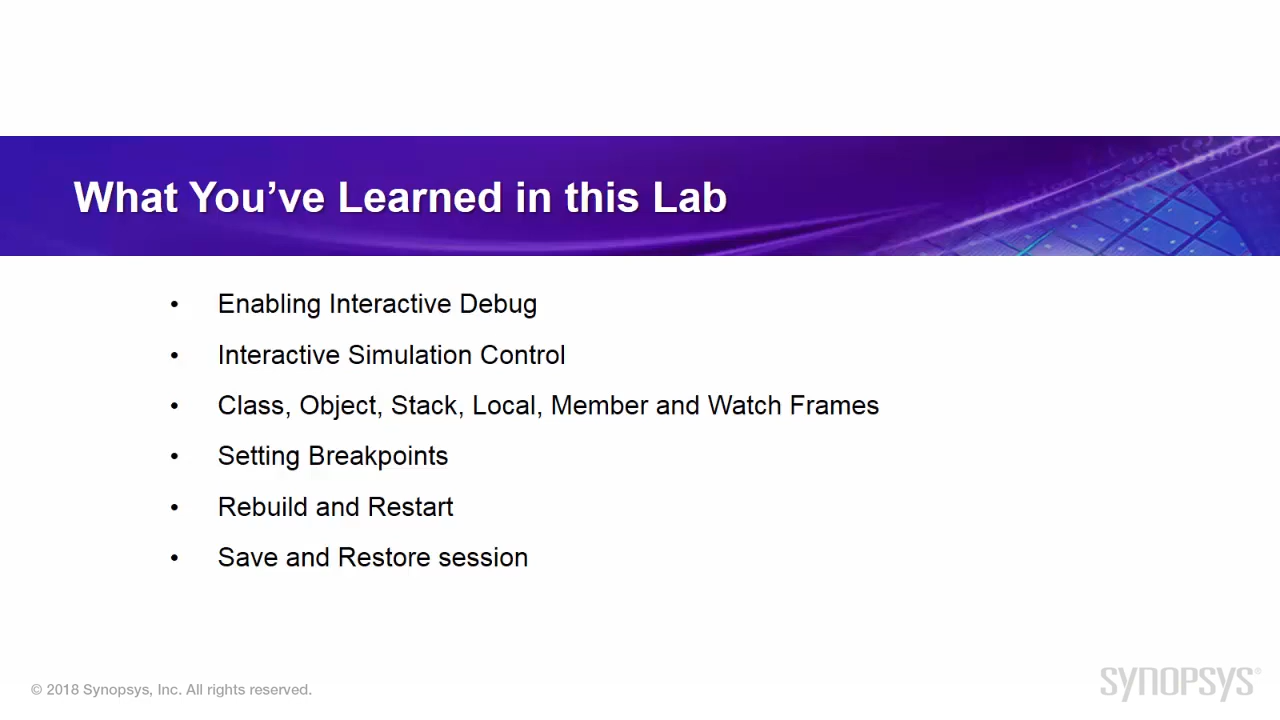 What You’ve Learned in this Lab
• Enabling Interactive Debug
• Interactive Simulation Control
• Class, Object, Stack, Local, Member and Watch Frames
• Setting Breakpoints
• Rebuild and Restart
• Save and Restore session
© 2018 Synopsys, Inc. All rights reserved.
SYNOPSYS®